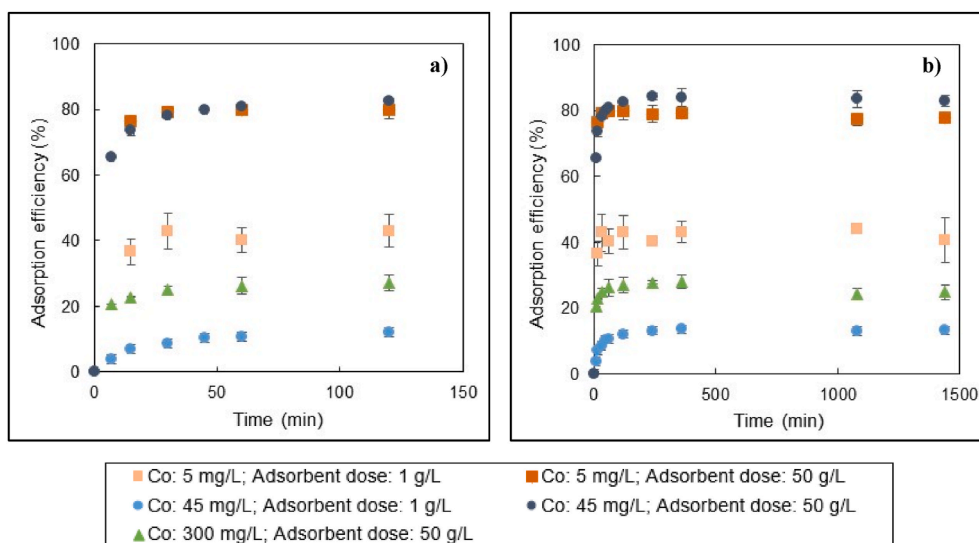 a)
Adsorption efficiency (%)
100
80
60
40
20
0
0 50 100 150
Time (min)
b)
Adsorption efficiency (%)
100
80
60
40
20
0
0 500 1000 1500
Time (min)
Co: 5 mg/L; Adsorbent dose: 1 g/L
Co: 5 mg/L; Adsorbent dose: 50 g/L
Co: 45 mg/L; Adsorbent dose: 1 g/L
Co: 45 mg/L; Adsorbent dose: 50 g/L
Co: 300 mg/L; Adsorbent dose: 50 g/L